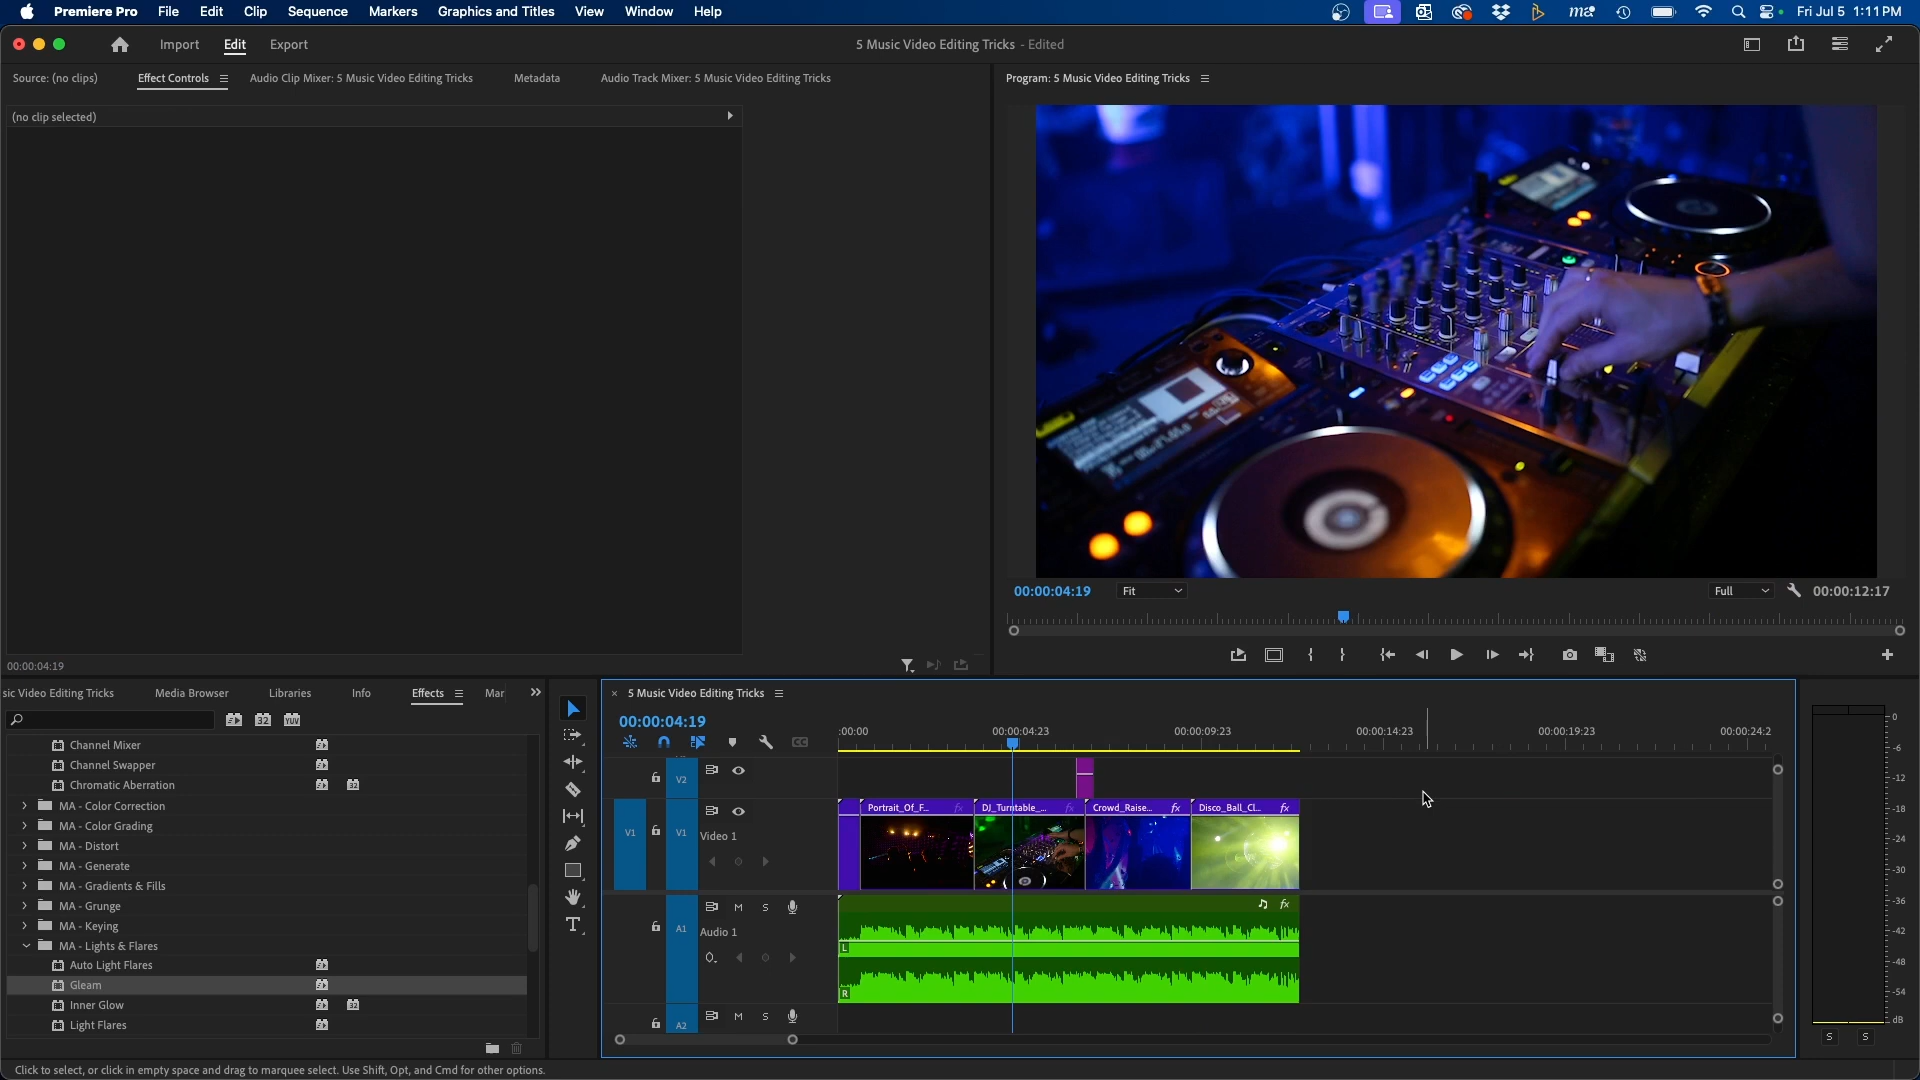 Premiere Pro File Edit Clip Sequence Markers Graphics and Titles View Window Help Fri Jul 5 1:11 PM
Import Edit Export 5 Music Video Editing Tricks - Edited
Source: (no clips) Effect Controls Audio Clip Mixer: 5 Music Video Editing Tricks Metadata Audio Track Mixer: 5 Music Video Editing Tricks
Program: 5 Music Video Editing Tricks
(no clip selected)
00:00:04:19 Fit Full 00:00:12:17
00:00:04:19
sic Video Editing Tricks Media Browser Libraries Info Effects Mar
32 YUV
Channel Mixer
Channel Swapper
Chromatic Aberration 32
MA - Color Correction
MA - Color Grading
MA - Distort
MA - Generate
MA - Gradients & Fills
MA - Grunge
MA - Keying
MA - Lights & Flares
Auto Light Flares
Gleam
Inner Glow 32
Light Flares
× 5 Music Video Editing Tricks
00:00:04:19
:00:00 00:00:04:23 00:00:09:23 00:00:14:23 00:00:19:23 00:00:24:2
CC
V2
Portrait_Of_F... fx DJ_Turntable_... fx Crowd_Raise... fx Disco_Ball_Cl... fx
V1 V1 Video 1
M S fx
A1 Audio 1
L
R
A2 M S
0
-6
-12
-18
-24
-30
-36
-42
-48
-54
dB
S S
Click to select, or click in empty space and drag to marquee select. Use Shift, Opt, and Cmd for other options.